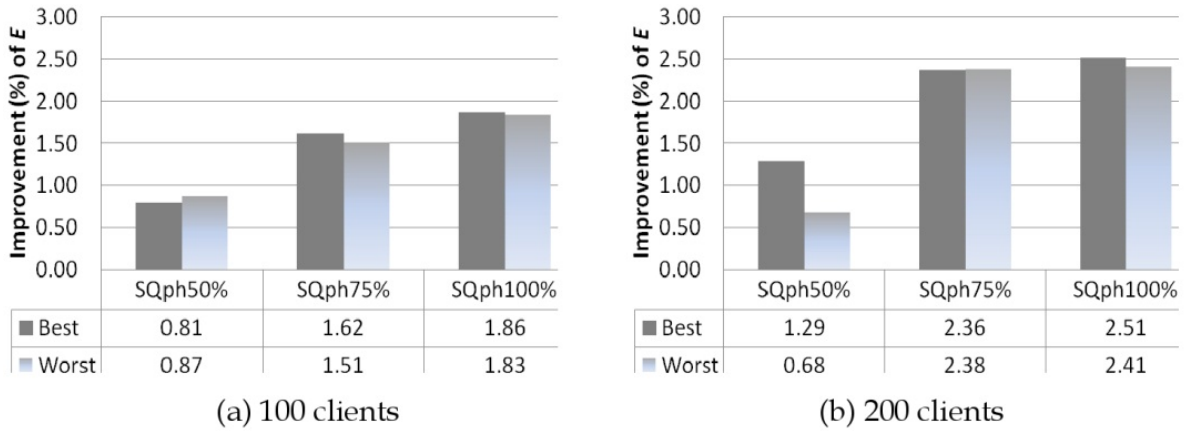 Improvement (%) of E
3.00
2.50
2.00
1.50
1.00
0.50
0.00
SQph50% SQph75% SQph100%
Best 0.81 1.62 1.86
Worst 0.87 1.51 1.83
(a) 100 clients
Improvement (%) of E
3.00
2.50
2.00
1.50
1.00
0.50
0.00
SQph50% SQph75% SQph100%
Best 1.29 2.36 2.51
Worst 0.68 2.38 2.41
(b) 200 clients